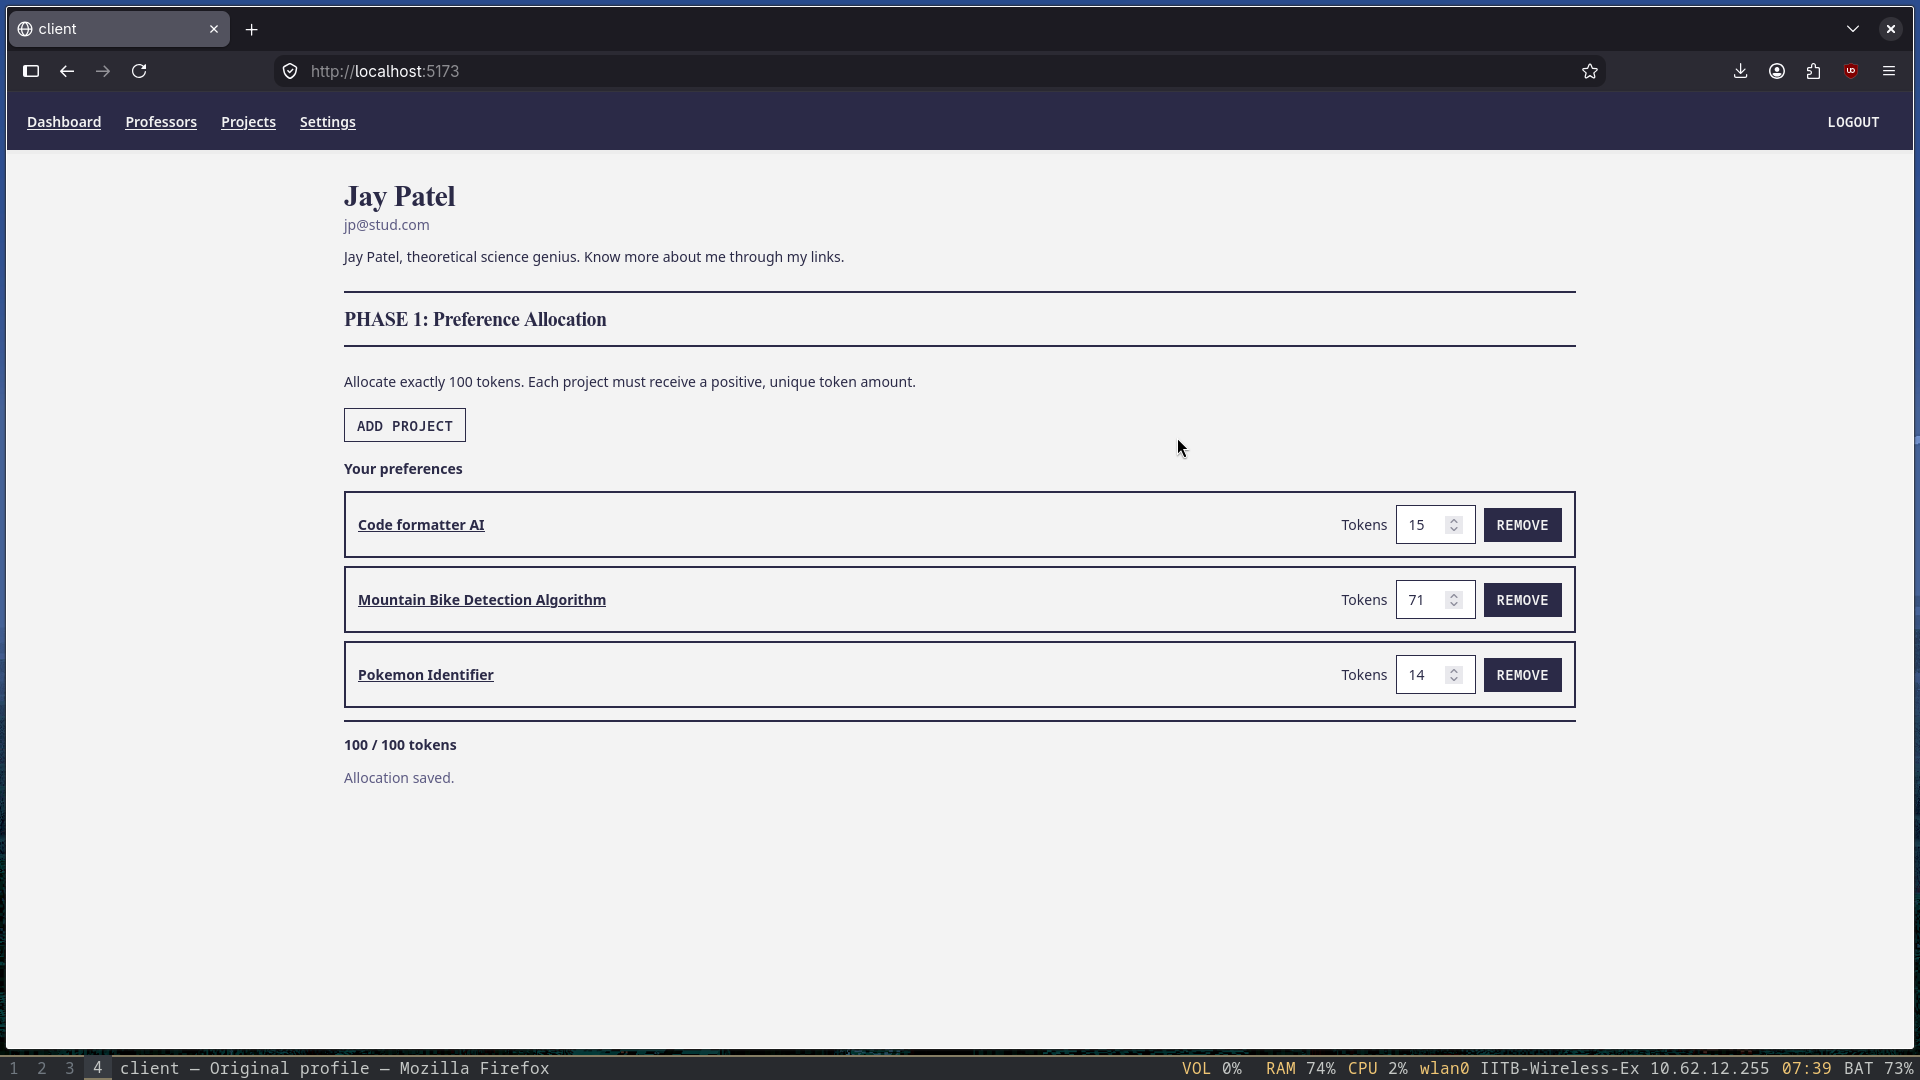 client
http://localhost:5173
Dashboard Professors Projects Settings LOGOUT
Jay Patel
jp@stud.com
Jay Patel, theoretical science genius. Know more about me through my links.
PHASE 1: Preference Allocation
Allocate exactly 100 tokens. Each project must receive a positive, unique token amount.
ADD PROJECT
Your preferences
Code formatter AI Tokens 15 REMOVE
Mountain Bike Detection Algorithm Tokens 71 REMOVE
Pokemon Identifier Tokens 14 REMOVE
100 / 100 tokens
Allocation saved.
1 2 3 4 client — Original profile — Mozilla Firefox VOL 0% RAM 74% CPU 2% wlan0 IITB-Wireless-Ex 10.62.12.255 07:39 BAT 73%